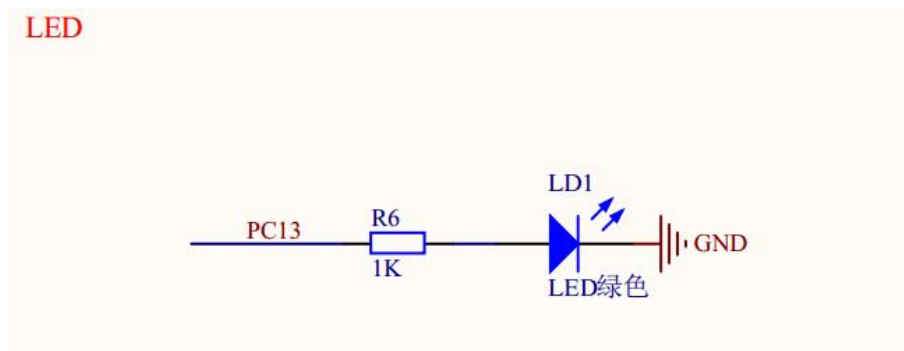 LED
LD1
PC13
R6
GND
1K
LED绿色